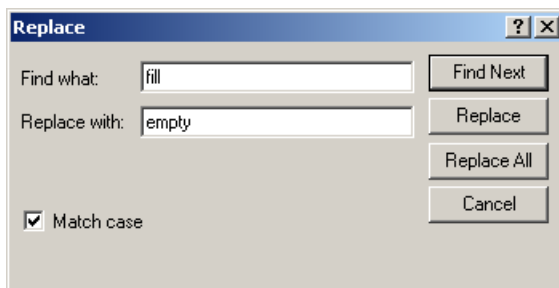 Replace
Find what: fill
Find Next
Replace with: empty
Replace
Replace All
Cancel
Match case